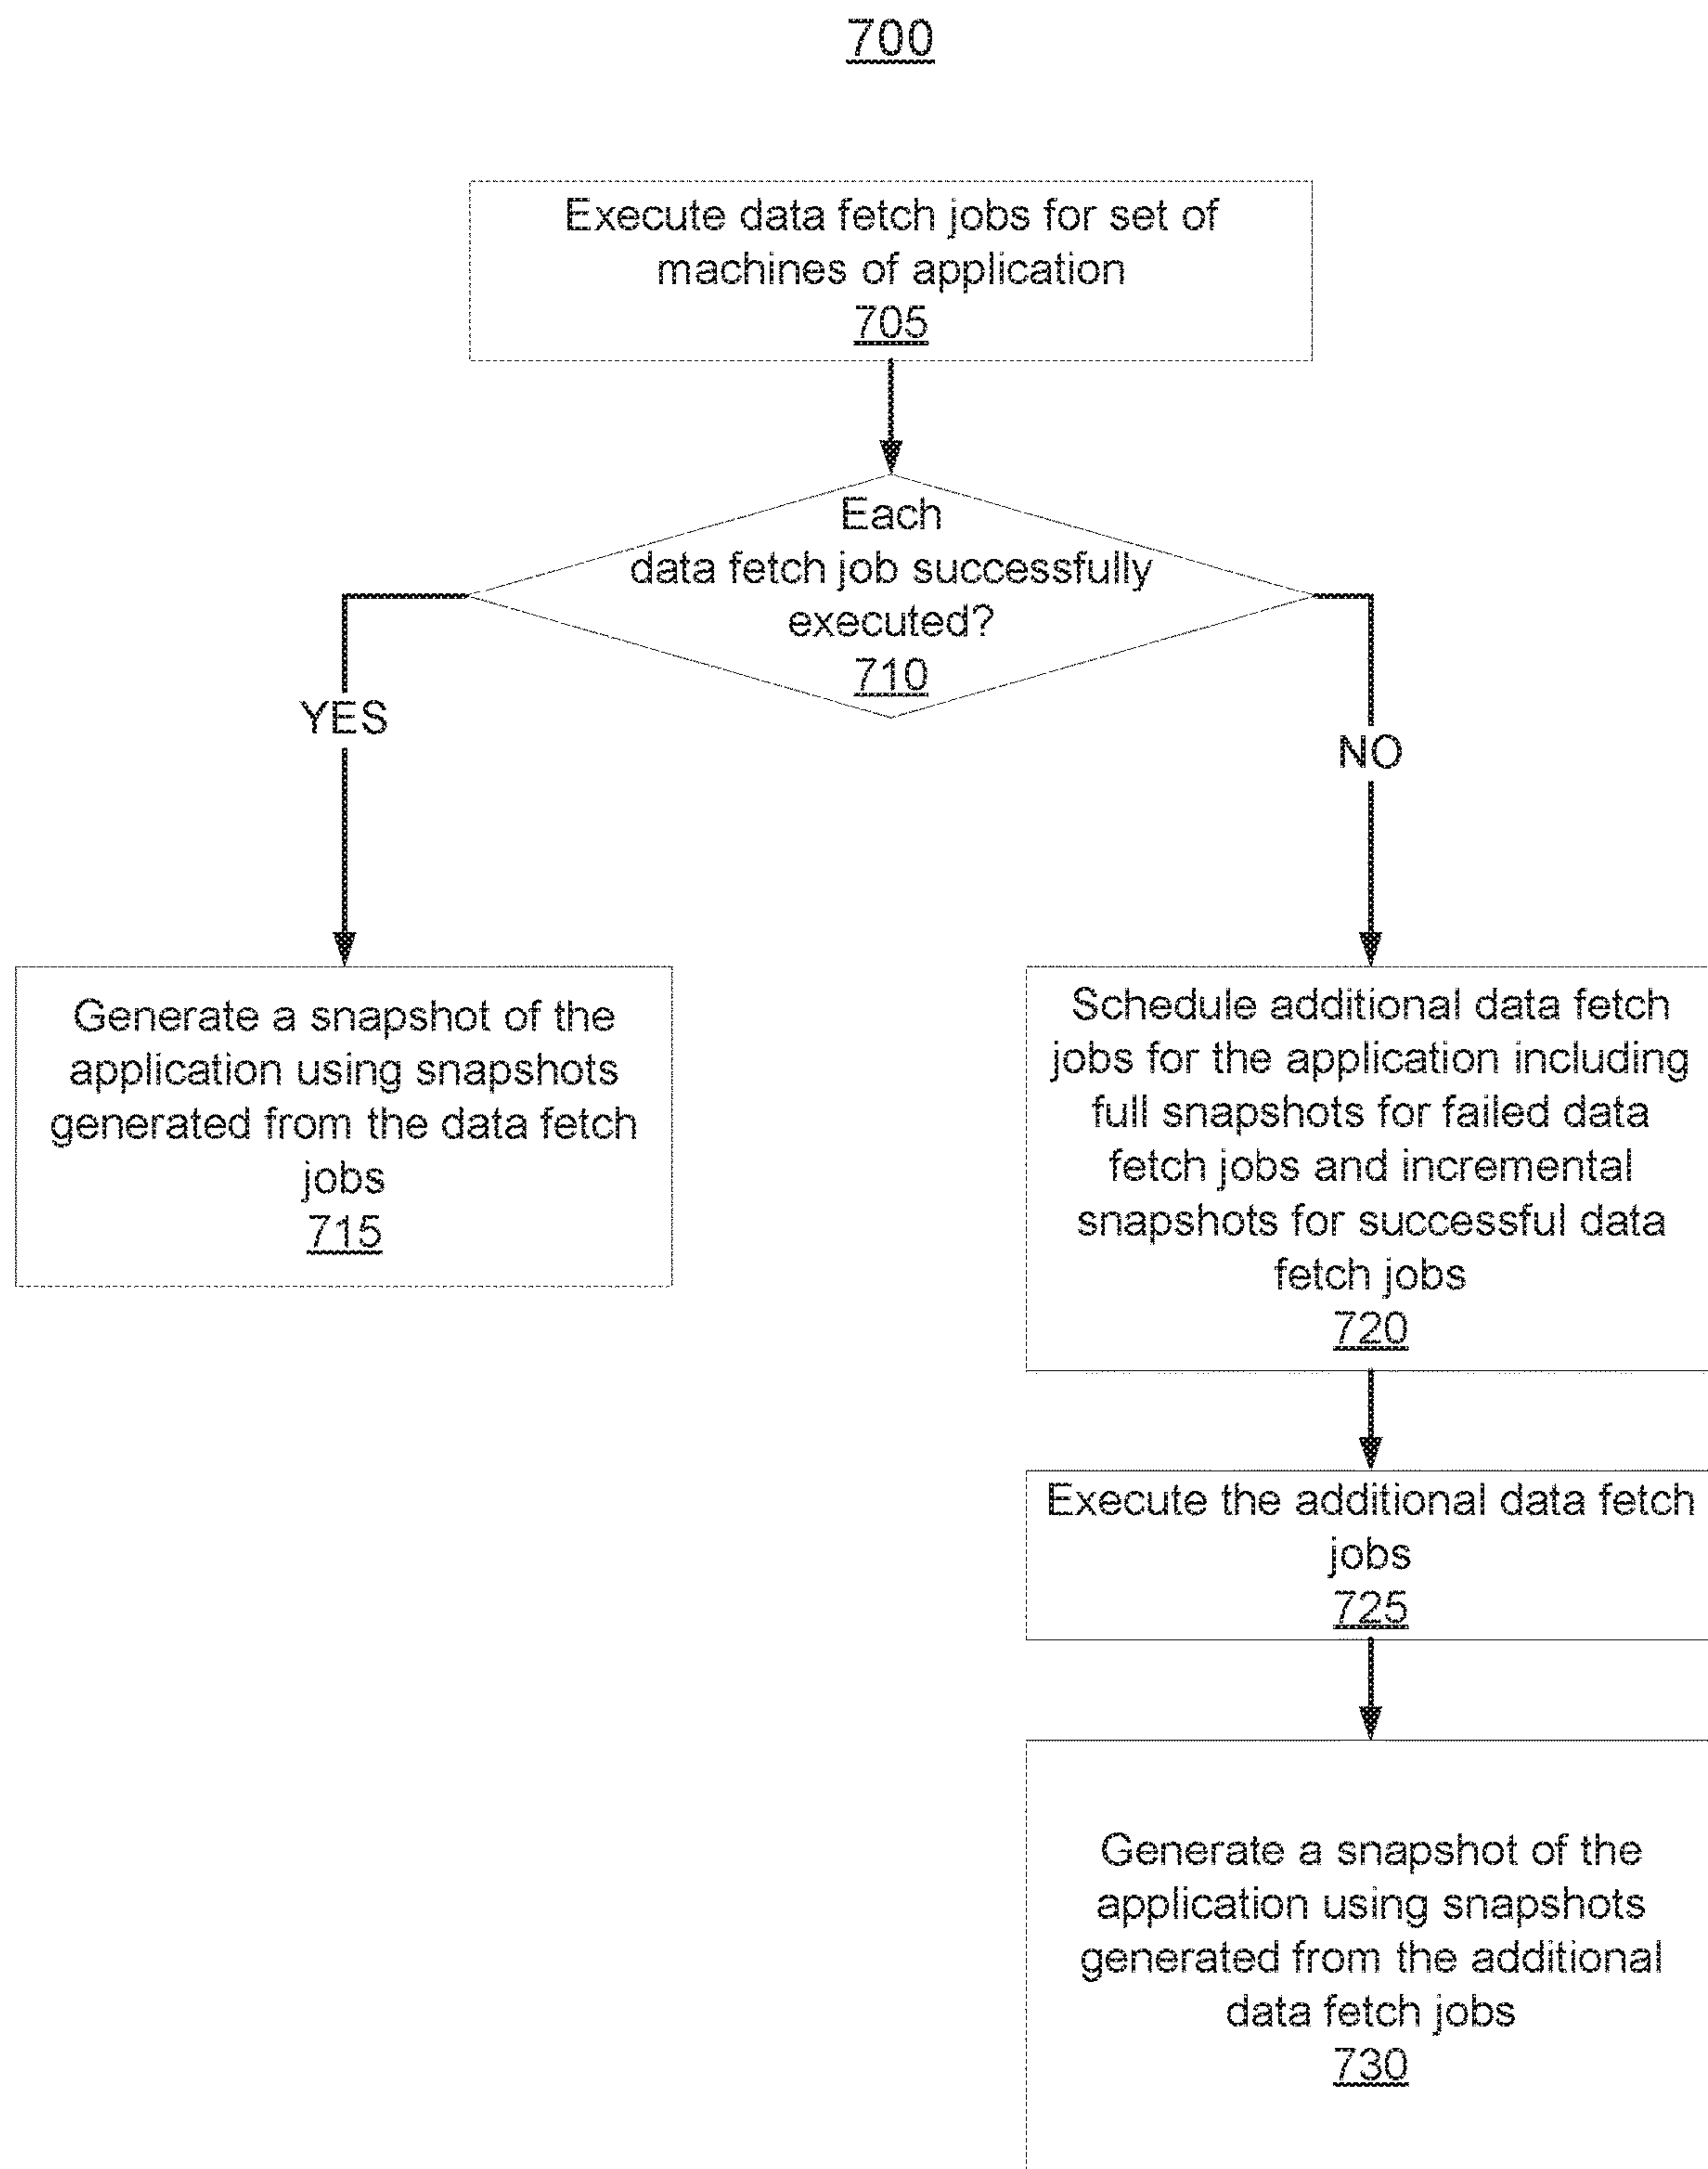 700
Execute data fetch jobs for set of
machines of application
705
Each
data fetch job successfully
executed?
710
YES
NO
Generate a snapshot of the
application using snapshots
generated from the data fetch
jobs
715
Schedule additional data fetch
jobs for the application including
full snapshots for failed data
fetch jobs and incremental
snapshots for successful data
fetch jobs
720
Execute the additional data fetch
jobs
725
Generate a snapshot of the
application using snapshots
generated from the additional
data fetch jobs
730